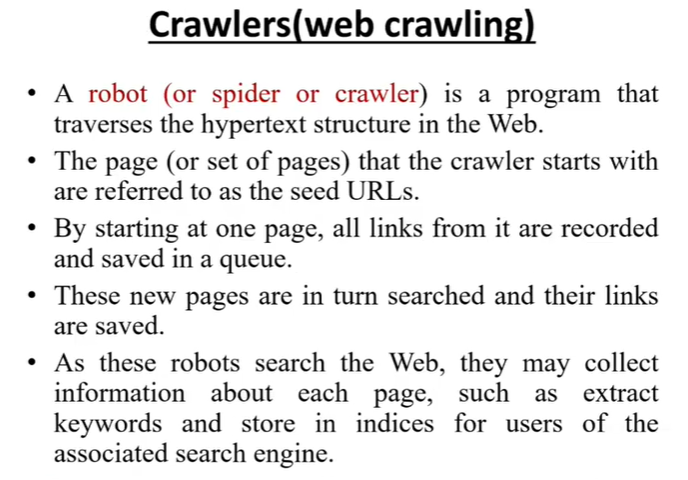 Crawlers(web crawling)
• A robot (or spider or crawler) is a program that
traverses the hypertext structure in the Web.
• The page (or set of pages) that the crawler starts with
are referred to as the seed URLs.
• By starting at one page, all links from it are recorded
and saved in a queue.
• These new pages are in turn searched and their links
are saved.
• As these robots search the Web, they may collect
information about each page, such as extract
keywords and store in indices for users of the
associated search engine.